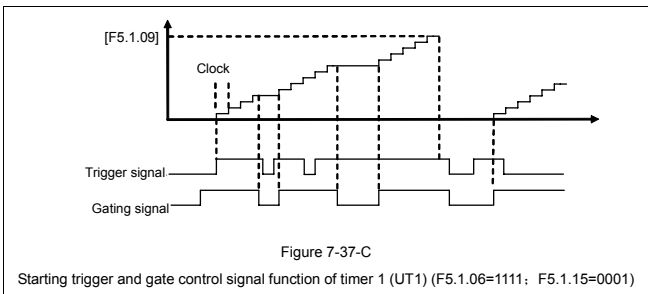 [F5.1.09]
Clock
Trigger signal
Gating signal
Figure 7-37-C
Starting trigger and gate control signal function of timer 1 (UT1) (F5.1.06=1111；F5.1.15=0001)